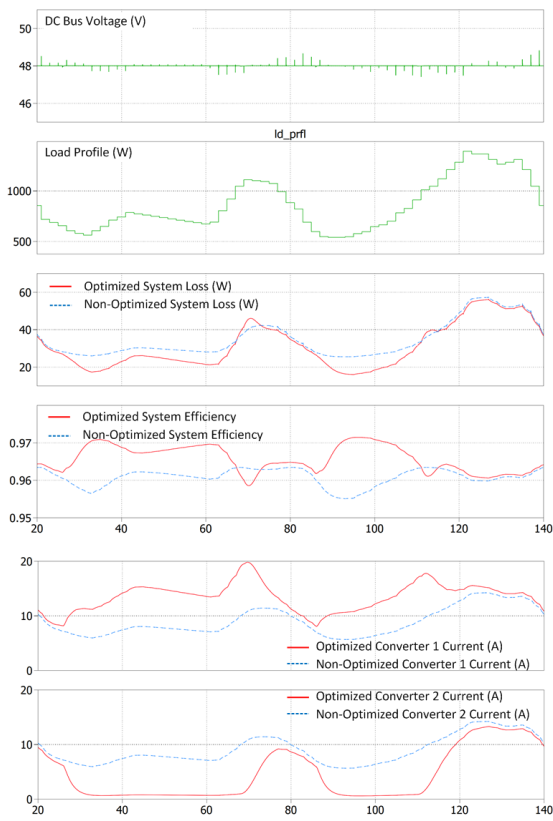 DC Bus Voltage (V)
50
48
46
ld_prfl
Load Profile (W)
1000
500
Optimized System Loss (W)
Non-Optimized System Loss (W)
60
40
20
Optimized System Efficiency
Non-Optimized System Efficiency
0.97
0.96
0.95
20 40 60 80 100 120 140
20
10
0
Optimized Converter 1 Current (A)
Non-Optimized Converter 1 Current (A)
20
Optimized Converter 2 Current (A)
Non-Optimized Converter 2 Current (A)
10
0
20 40 60 80 100 120 140